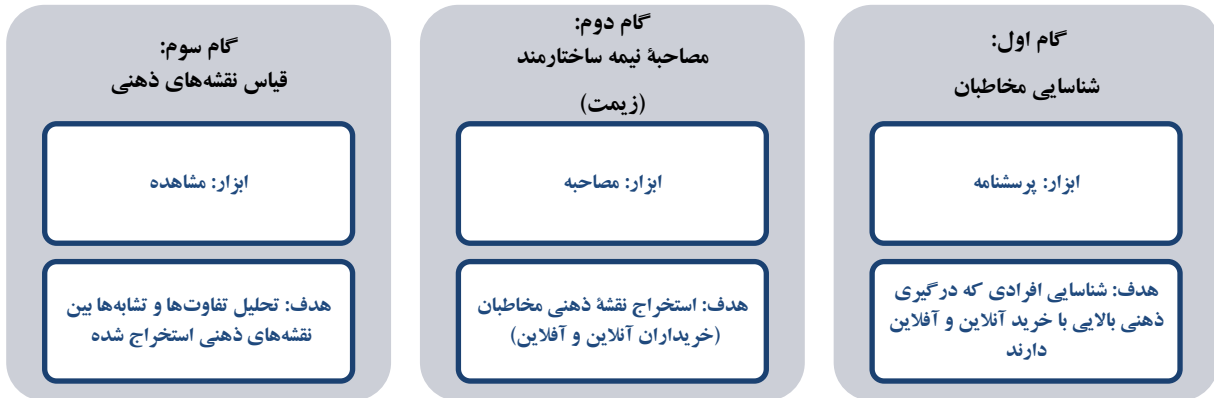 گام اول:
شناسایی مخاطبان
ابزار: پرسشنامه
هدف: شناسایی افرادی که درگیری
ذهنی بالایی با خرید آنلاین و آفلاین
دارند
گام دوم:
مصاحبۀ نیمه ساختارمند
(زیمت)
ابزار: مصاحبه
هدف: استخراج نقشۀ ذهنی مخاطبان
(خریداران آنلاین و آفلاین)
گام سوم:
قیاس نقشه‌های ذهنی
ابزار: مشاهده
هدف: تحلیل تفاوت‌ها و تشابه‌ها بین
نقشه‌های ذهنی استخراج شده